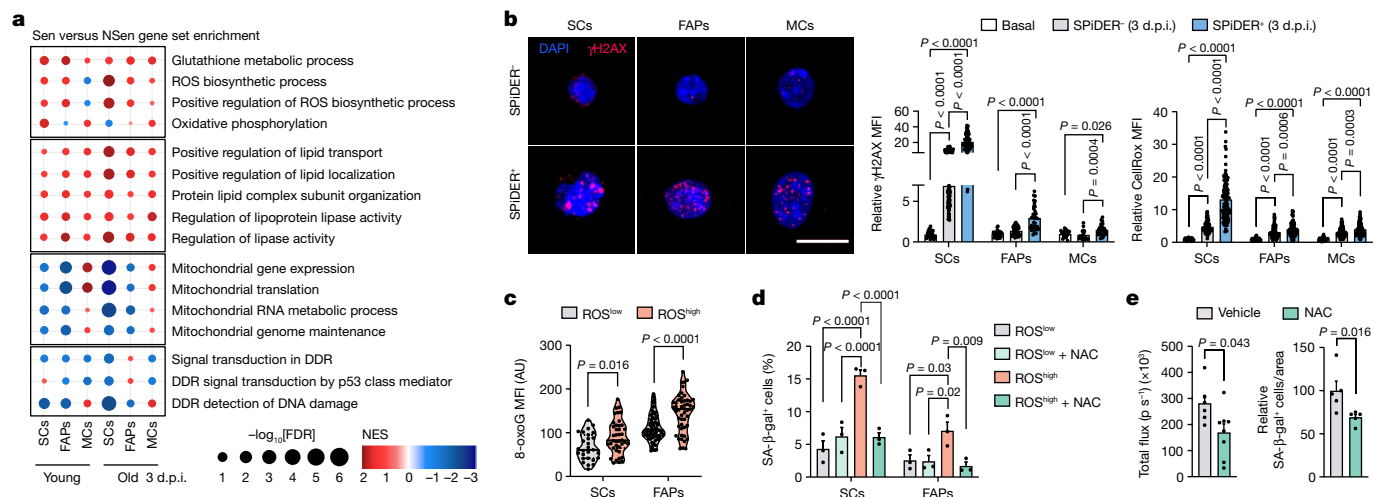 a
Sen versus NSen gene set enrichment
Glutathione metabolic process
ROS biosynthetic process
Positive regulation of ROS biosynthetic process
Oxidative phosphorylation
Positive regulation of lipid transport
Positive regulation of lipid localization
Protein lipid complex subunit organization
Regulation of lipoprotein lipase activity
Regulation of lipase activity
Mitochondrial gene expression
Mitochondrial translation
Mitochondrial RNA metabolic process
Mitochondrial genome maintenance
Signal transduction in DDR
DDR signal transduction by p53 class mediator
DDR detection of DNA damage
SCs FAPs MCs SCs FAPs MCs
Young Old 3 d.p.i.
–log10[FDR]
1 2 3 4 5 6
NES
2 1 0 –1 –2 –3
b
SCs FAPs MCs
DAPI γH2AX
SPiDER–
SPiDER+
Basal SPiDER– (3 d.p.i.) SPiDER+ (3 d.p.i.)
Relative γH2AX MFI
60
40
20
5
0
P < 0.0001
P < 0.0001
P < 0.0001
P < 0.0001
P < 0.0001
P = 0.026
P = 0.0004
SCs FAPs MCs
Relative CellRox MFI
40
30
20
10
0
P < 0.0001
P < 0.0001
P < 0.0001
P < 0.0001
P < 0.0001
P = 0.0006
P < 0.0001
P < 0.0001
P = 0.0003
SCs FAPs MCs
c
ROSlow ROShigh
8-oxoG MFI (AU)
300
200
100
0
P = 0.016
P < 0.0001
SCs FAPs
d
SA-β-gal+ cells (%)
20
15
10
5
0
P < 0.0001
P < 0.0001
P < 0.0001
P = 0.009
P = 0.03
P = 0.02
SCs FAPs
ROSlow
ROSlow + NAC
ROShigh
ROShigh + NAC
e
Vehicle NAC
Total flux (p s–1) (×103)
500
400
300
200
100
0
P = 0.043
Relative
SA-β-gal+ cells/area
150
100
50
0
P = 0.016